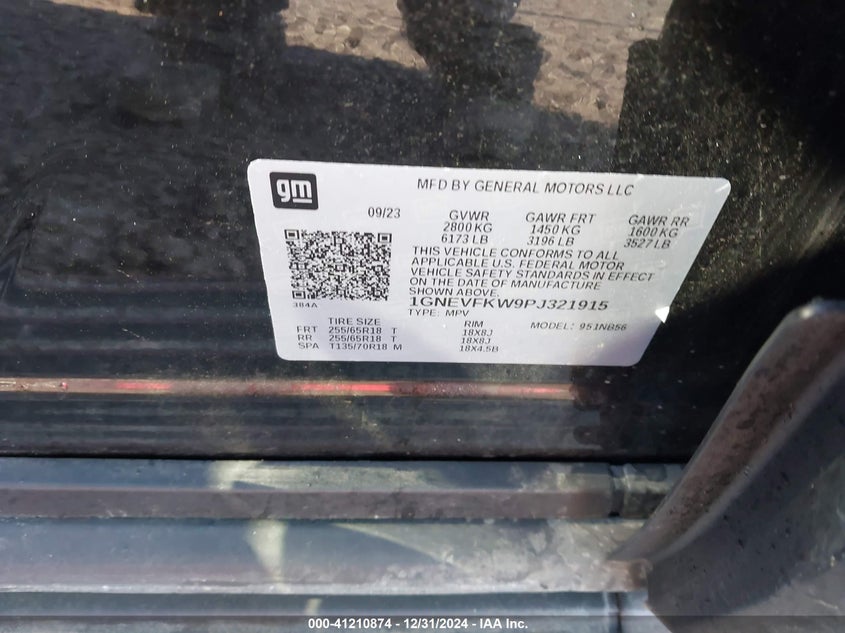 gm
MFD BY GENERAL MOTORS LLC
09/23
GVWR GAWR FRT GAWR RR
2800 KG 1450 KG 1600 KG
6173 LB 3196 LB 3527 LB
THIS VEHICLE CONFORMS TO ALL
APPLICABLE U.S. FEDERAL MOTOR
VEHICLE SAFETY STANDARDS IN EFFECT
ON THE DATE OF MANUFACTURE
SHOWN ABOVE.
384A
1GNEVFKW9PJ321915
TYPE: MPV MODEL: 951NB56
TIRE SIZE RIM
FRT 255/65R18 T 18X8J
RR 255/65R18 T 18X8J
SPA T135/70R18 M 18X4.5B
000-41210874 - 12/31/2024 - IAA Inc.